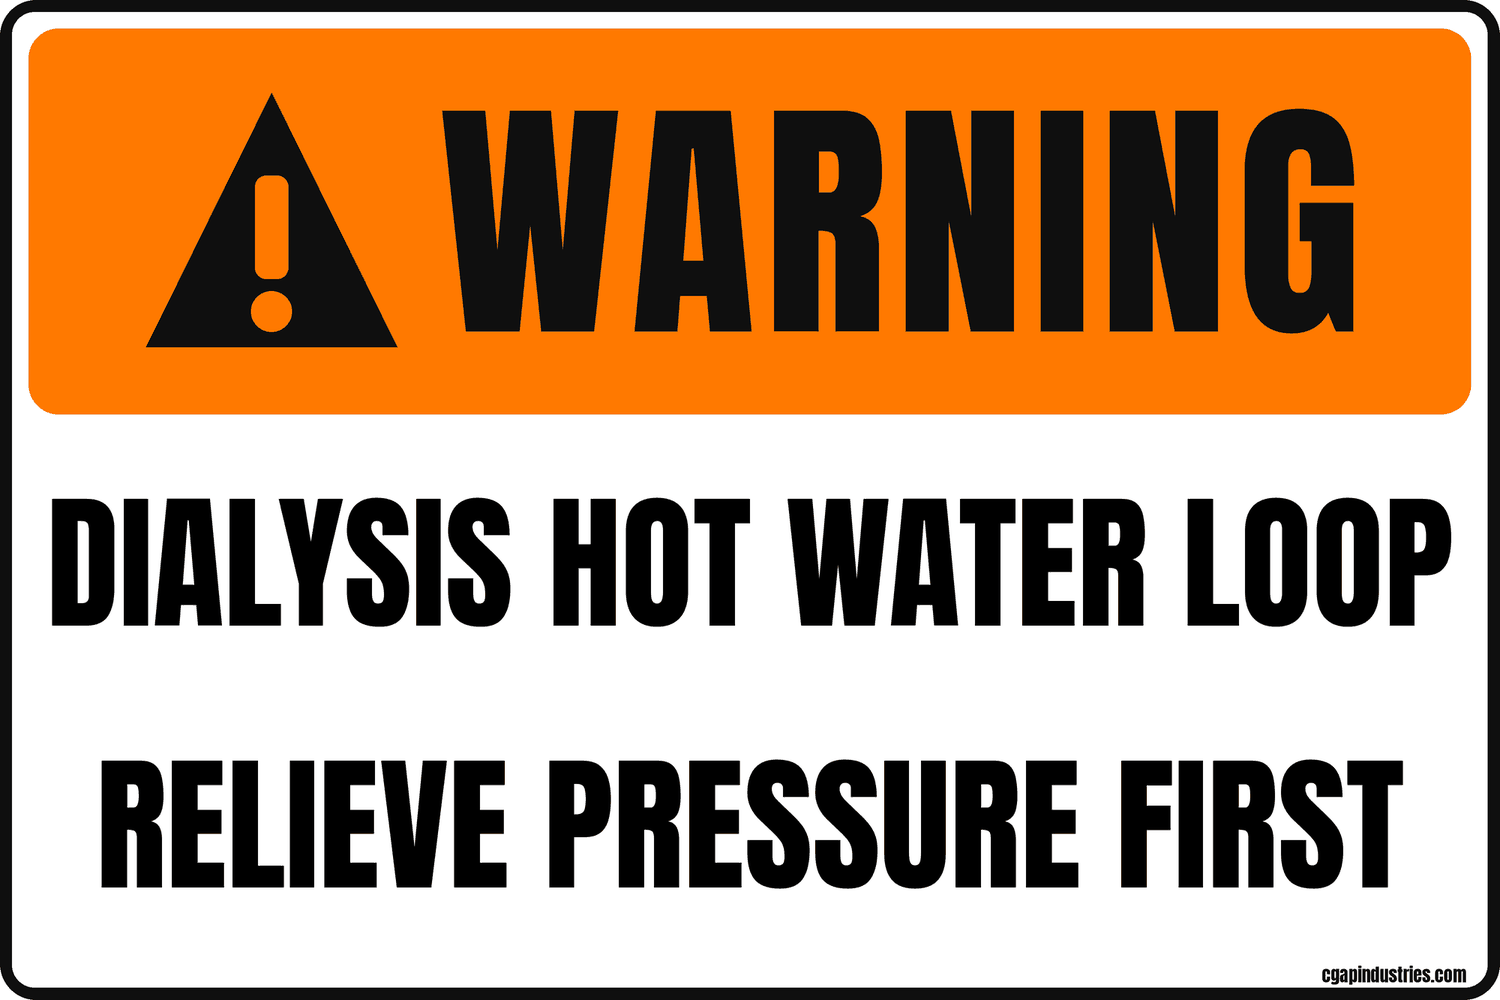 WARNING
DIALYSIS HOT WATER LOOP
RELIEVE PRESSURE FIRST
cgapindustries.com